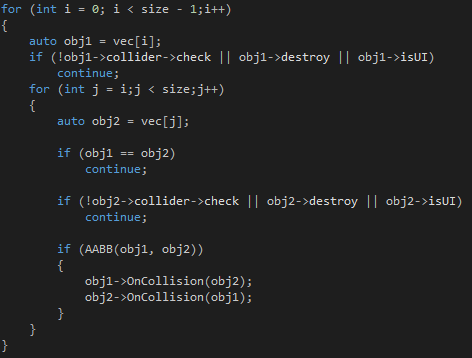 for (int i = 0; i < size - 1;i++)
{
    auto obj1 = vec[i];
    if (!obj1->collider->check || obj1->destroy || obj1->isUI)
        continue;
    for (int j = i;j < size;j++)
    {
        auto obj2 = vec[j];

        if (obj1 == obj2)
            continue;

        if (!obj2->collider->check || obj2->destroy || obj2->isUI)
            continue;

        if (AABB(obj1, obj2))
        {
            obj1->OnCollision(obj2);
            obj2->OnCollision(obj1);
        }
    }
}